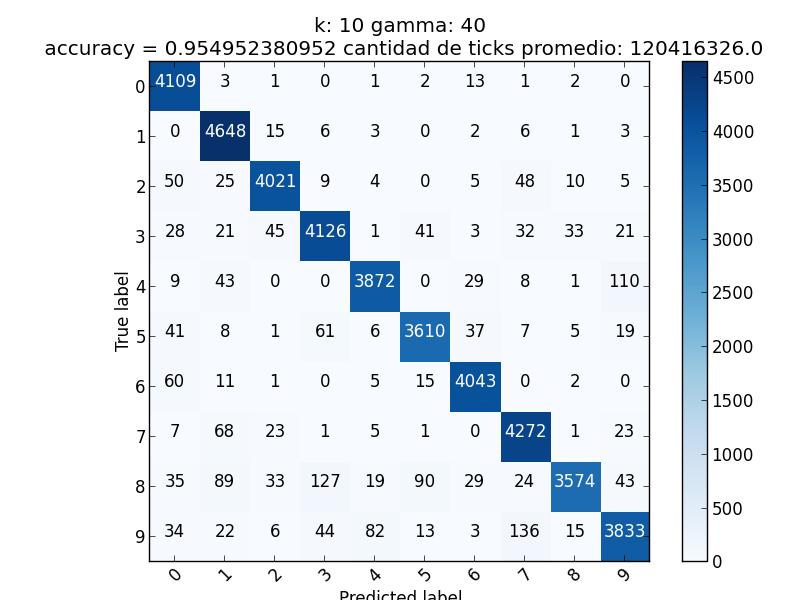 k: 10 gamma: 40
accuracy = 0.954952380952 cantidad de ticks promedio: 120416326.0
0 4109 3 1 0 1 2 13 1 2 0
1 0 4648 15 6 3 0 2 6 1 3
2 50 25 4021 9 4 0 5 48 10 5
3 28 21 45 4126 1 41 3 32 33 21
4 9 43 0 0 3872 0 29 8 1 110
5 41 8 1 61 6 3610 37 7 5 19
6 60 11 1 0 5 15 4043 0 2 0
7 7 68 23 1 5 1 0 4272 1 23
8 35 89 33 127 19 90 29 24 3574 43
9 34 22 6 44 82 13 3 136 15 3833
0 1 2 3 4 5 6 7 8 9
True label
Predicted label
4500
4000
3500
3000
2500
2000
1500
1000
500
0